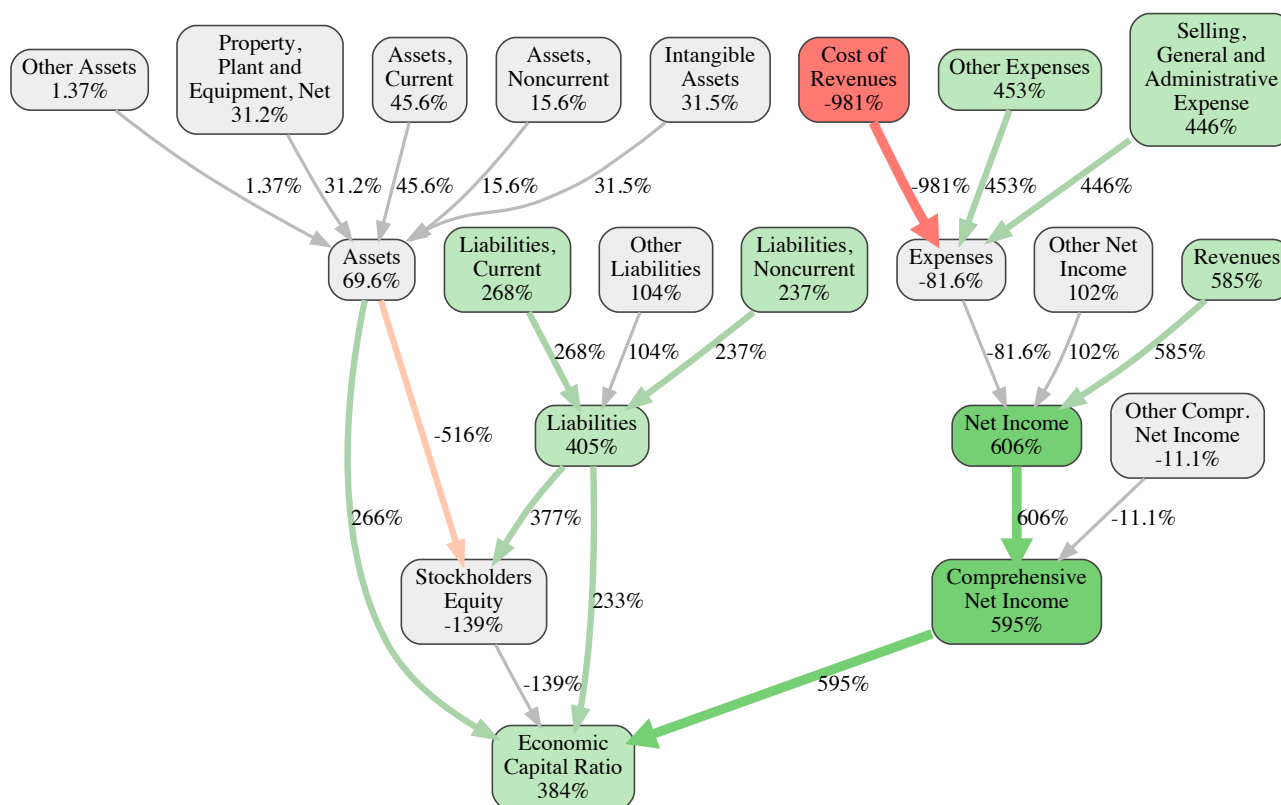 Other Assets
1.37%
Property,
Plant and
Equipment, Net
31.2%
Assets,
Current
45.6%
Assets,
Noncurrent
15.6%
Intangible
Assets
31.5%
Cost of
Revenues
-981%
Other Expenses
453%
Selling,
General and
Administrative
Expense
446%
1.37%
31.2%
45.6%
15.6%
31.5%
-981%
453%
446%
Assets
69.6%
Liabilities,
Current
268%
Other
Liabilities
104%
Liabilities,
Noncurrent
237%
Expenses
-81.6%
Other Net
Income
102%
Revenues
585%
268%
104%
237%
-81.6%
102%
585%
-516%
Liabilities
405%
Net Income
606%
Other Compr.
Net Income
-11.1%
266%
377%
606%
-11.1%
Stockholders
Equity
-139%
233%
Comprehensive
Net Income
595%
-139%
595%
Economic
Capital Ratio
384%